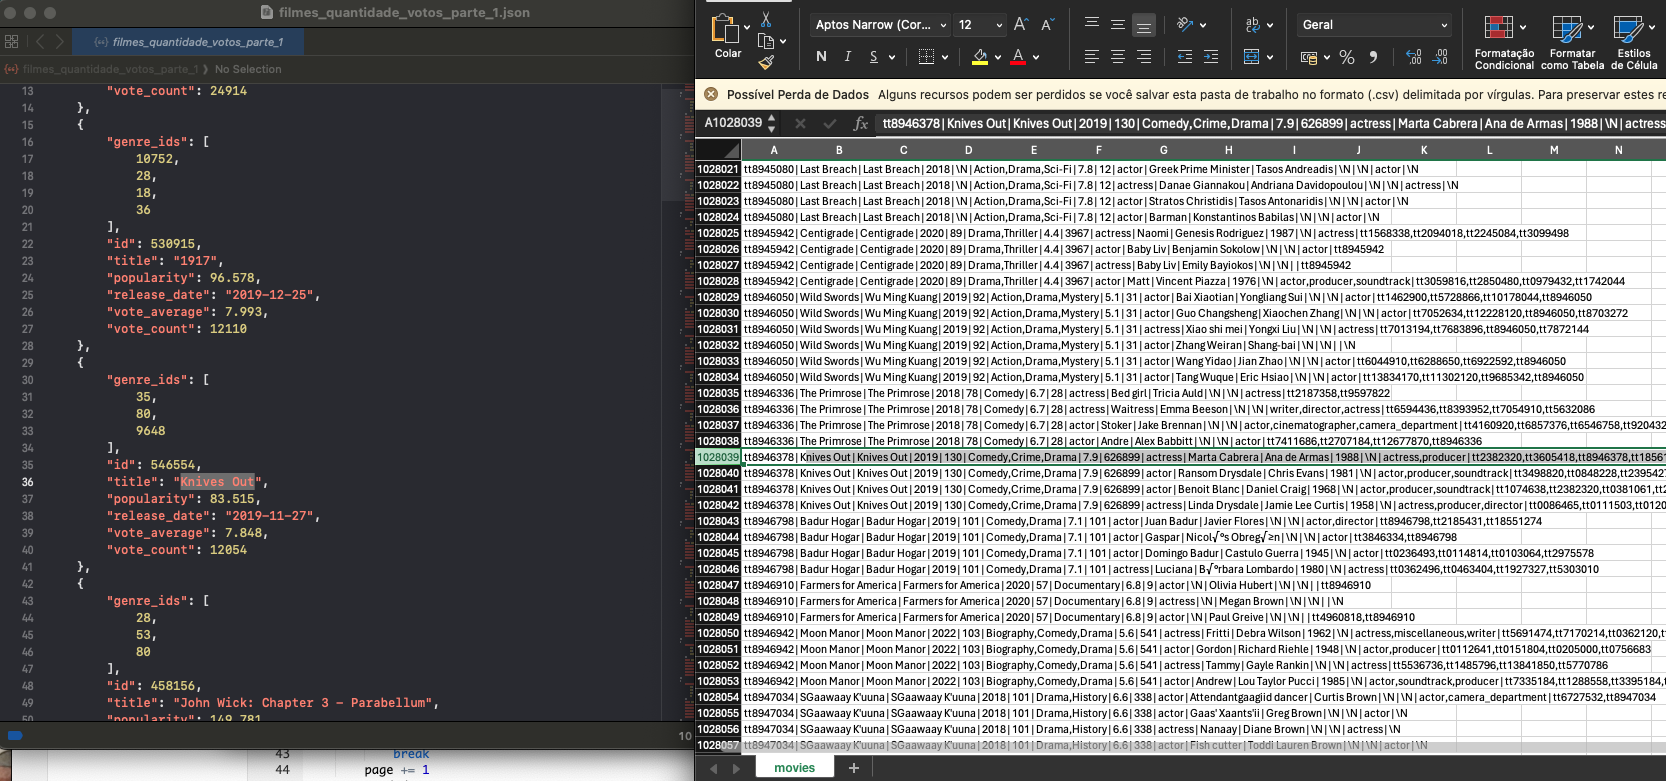 filmes_quantidade_votos_parte_1.json
filmes_quantidade_votos_parte_1
filmes_quantidade_votos_parte_1 ❯ No Selection
13 "vote_count": 24914
14 },
15 {
16 "genre_ids": [
17 10752,
18 28,
19 18,
20 36
21 ],
22 "id": 530915,
23 "title": "1917",
24 "popularity": 96.578,
25 "release_date": "2019-12-25",
26 "vote_average": 7.993,
27 "vote_count": 12110
28 },
29 {
30 "genre_ids": [
31 35,
32 80,
33 9648
34 ],
35 "id": 546554,
36 "title": "Knives Out",
37 "popularity": 83.515,
38 "release_date": "2019-11-27",
39 "vote_average": 7.848,
40 "vote_count": 12054
41 },
42 {
43 "genre_ids": [
44 28,
45 53,
46 80
47 ],
48 "id": 458156,
49 "title": "John Wick: Chapter 3 - Parabellum",
50 "popularity": 149.781
10
43 break
44 page += 1
Colar
Aptos Narrow (Cor... 12
N I S
Geral
Formatação Condicional
Formatar como Tabela
Estilos de Célula
Possível Perda de Dados Alguns recursos podem ser perdidos se você salvar esta pasta de trabalho no formato (.csv) delimitada por vírgulas. Para preservar estes re
A1028039 fx tt8946378|Knives Out|Knives Out|2019|130|Comedy,Crime,Drama|7.9|626899|actress|Marta Cabrera|Ana de Armas|1988|\N|actress
A B C D E F G H I J K L M N
1028021 tt8945080|Last Breach|Last Breach|2018|\N|Action,Drama,Sci-Fi|7.8|12|actor|Greek Prime Minister|Tasos Andreadis|\N|\N|actor|\N
1028022 tt8945080|Last Breach|Last Breach|2018|\N|Action,Drama,Sci-Fi|7.8|12|actress|Danae Giannakou|Andriana Davidopoulou|\N|\N|actress|\N
1028023 tt8945080|Last Breach|Last Breach|2018|\N|Action,Drama,Sci-Fi|7.8|12|actor|Stratos Christidis|Tasos Antonaridis|\N|\N|actor|\N
1028024 tt8945080|Last Breach|Last Breach|2018|\N|Action,Drama,Sci-Fi|7.8|12|actor|Barman|Konstantinos Babilas|\N|\N|actor|\N
1028025 tt8945942|Centigrade|Centigrade|2020|89|Drama,Thriller|4.4|3967|actress|Naomi|Genesis Rodriguez|1987|\N|actress|tt1568338,tt2094018,tt2245084,tt3099498
1028026 tt8945942|Centigrade|Centigrade|2020|89|Drama,Thriller|4.4|3967|actor|Baby Liv|Benjamin Sokolow|\N|\N|actor|tt8945942
1028027 tt8945942|Centigrade|Centigrade|2020|89|Drama,Thriller|4.4|3967|actress|Baby Liv|Emily Bayiokos|\N|\N||tt8945942
1028028 tt8945942|Centigrade|Centigrade|2020|89|Drama,Thriller|4.4|3967|actor|Matt|Vincent Piazza|1976|\N|actor,producer,soundtrack|tt3059816,tt2850480,tt0979432,tt1742044
1028029 tt8946050|Wild Swords|Wu Ming Kuang|2019|92|Action,Drama,Mystery|5.1|31|actor|Bai Xiaotian|Yongliang Sui|\N|\N|actor|tt1462900,tt5728866,tt10178044,tt8946050
1028030 tt8946050|Wild Swords|Wu Ming Kuang|2019|92|Action,Drama,Mystery|5.1|31|actor|Guo Changsheng|Xiaochen Zhang|\N|\N|actor|tt7052634,tt12228120,tt8946050,tt8703272
1028031 tt8946050|Wild Swords|Wu Ming Kuang|2019|92|Action,Drama,Mystery|5.1|31|actress|Xiao shi mei|Yongxi Liu|\N|\N|actress|tt7013194,tt7683896,tt8946050,tt7872144
1028032 tt8946050|Wild Swords|Wu Ming Kuang|2019|92|Action,Drama,Mystery|5.1|31|actor|Zhang Weiran|Shang-bai|\N|\N||\N
1028033 tt8946050|Wild Swords|Wu Ming Kuang|2019|92|Action,Drama,Mystery|5.1|31|actor|Wang Yidao|Jian Zhao|\N|\N|actor|tt6044910,tt6288650,tt6922592,tt8946050
1028034 tt8946050|Wild Swords|Wu Ming Kuang|2019|92|Action,Drama,Mystery|5.1|31|actor|Tang Wuque|Eric Hsiao|\N|\N|actor|tt13834170,tt11302120,tt9685342,tt8946050
1028035 tt8946336|The Primrose|The Primrose|2018|78|Comedy|6.7|28|actress|Bed girl|Tricia Auld|\N|\N|actress|tt2187358,tt9597822
1028036 tt8946336|The Primrose|The Primrose|2018|78|Comedy|6.7|28|actress|Waitress|Emma Beeson|\N|\N|writer,director,actress|tt6594436,tt8393952,tt7054910,tt5632086
1028037 tt8946336|The Primrose|The Primrose|2018|78|Comedy|6.7|28|actor|Stoker|Jake Brennan|\N|\N|actor,cinematographer,camera_department|tt4160920,tt6857376,tt6546758,tt920432
1028038 tt8946336|The Primrose|The Primrose|2018|78|Comedy|6.7|28|actor|Andre|Alex Babbitt|\N|\N|actor|tt7411686,tt2707184,tt12677870,tt8946336
1028039 tt8946378|Knives Out|Knives Out|2019|130|Comedy,Crime,Drama|7.9|626899|actress|Marta Cabrera|Ana de Armas|1988|\N|actress,producer|tt2382320,tt3605418,tt8946378,tt1856
1028040 tt8946378|Knives Out|Knives Out|2019|130|Comedy,Crime,Drama|7.9|626899|actor|Ransom Drysdale|Chris Evans|1981|\N|actor,producer,soundtrack|tt3498820,tt0848228,tt239542
1028041 tt8946378|Knives Out|Knives Out|2019|130|Comedy,Crime,Drama|7.9|626899|actor|Benoit Blanc|Daniel Craig|1968|\N|actor,producer,soundtrack|tt1074638,tt2382320,tt0381061,tt2
1028042 tt8946378|Knives Out|Knives Out|2019|130|Comedy,Crime,Drama|7.9|626899|actress|Linda Drysdale|Jamie Lee Curtis|1958|\N|actress,producer,director|tt0086465,tt0111503,tt0120
1028043 tt8946798|Badur Hogar|Badur Hogar|2019|101|Comedy,Drama|7.1|101|actor|Juan Badur|Javier Flores|\N|\N|actor,director|tt8946798,tt2185431,tt18551274
1028044 tt8946798|Badur Hogar|Badur Hogar|2019|101|Comedy,Drama|7.1|101|actor|Gaspar|Nicol√°s Obreg√≥n|\N|\N|actor|tt3846334,tt8946798
1028045 tt8946798|Badur Hogar|Badur Hogar|2019|101|Comedy,Drama|7.1|101|actor|Domingo Badur|Castulo Guerra|1945|\N|actor|tt0236493,tt0114814,tt0103064,tt2975578
1028046 tt8946798|Badur Hogar|Badur Hogar|2019|101|Comedy,Drama|7.1|101|actress|Luciana|B√°rbara Lombardo|1980|\N|actress|tt0362496,tt0463404,tt1927327,tt5303010
1028047 tt8946910|Farmers for America|Farmers for America|2020|57|Documentary|6.8|9|actor|\N|Olivia Hubert|\N|\N||tt8946910
1028048 tt8946910|Farmers for America|Farmers for America|2020|57|Documentary|6.8|9|actress|\N|Megan Brown|\N|\N||\N
1028049 tt8946910|Farmers for America|Farmers for America|2020|57|Documentary|6.8|9|actor|\N|Paul Greive|\N|\N||tt4960818,tt8946910
1028050 tt8946942|Moon Manor|Moon Manor|2022|103|Biography,Comedy,Drama|5.6|541|actress|Fritti|Debra Wilson|1962|\N|actress,miscellaneous,writer|tt5691474,tt7170214,tt0362120,t
1028051 tt8946942|Moon Manor|Moon Manor|2022|103|Biography,Comedy,Drama|5.6|541|actor|Gordon|Richard Riehle|1948|\N|actor,producer|tt0112641,tt0151804,tt0205000,tt0756683
1028052 tt8946942|Moon Manor|Moon Manor|2022|103|Biography,Comedy,Drama|5.6|541|actress|Tammy|Gayle Rankin|\N|\N|actress|tt5536736,tt1485796,tt13841850,tt5770786
1028053 tt8946942|Moon Manor|Moon Manor|2022|103|Biography,Comedy,Drama|5.6|541|actor|Andrew|Lou Taylor Pucci|1985|\N|actor,soundtrack,producer|tt7335184,tt1288558,tt3395184,t
1028054 tt8947034|SGaawaay K'uuna|SGaawaay K'uuna|2018|101|Drama,History|6.6|338|actor|Attendantgaagiid dancer|Curtis Brown|\N|\N|actor,camera_department|tt6727532,tt8947034
1028055 tt8947034|SGaawaay K'uuna|SGaawaay K'uuna|2018|101|Drama,History|6.6|338|actor|Gaas' Xaants'ii|Greg Brown|\N|\N|actor|\N
1028056 tt8947034|SGaawaay K'uuna|SGaawaay K'uuna|2018|101|Drama,History|6.6|338|actress|Nanaay|Diane Brown|\N|\N|actress|\N
1028057 tt8947034|SGaawaay K'uuna|SGaawaay K'uuna|2018|101|Drama,History|6.6|338|actor|Fish cutter|Toddi Lauren Brown|\N|\N|actor|\N
movies